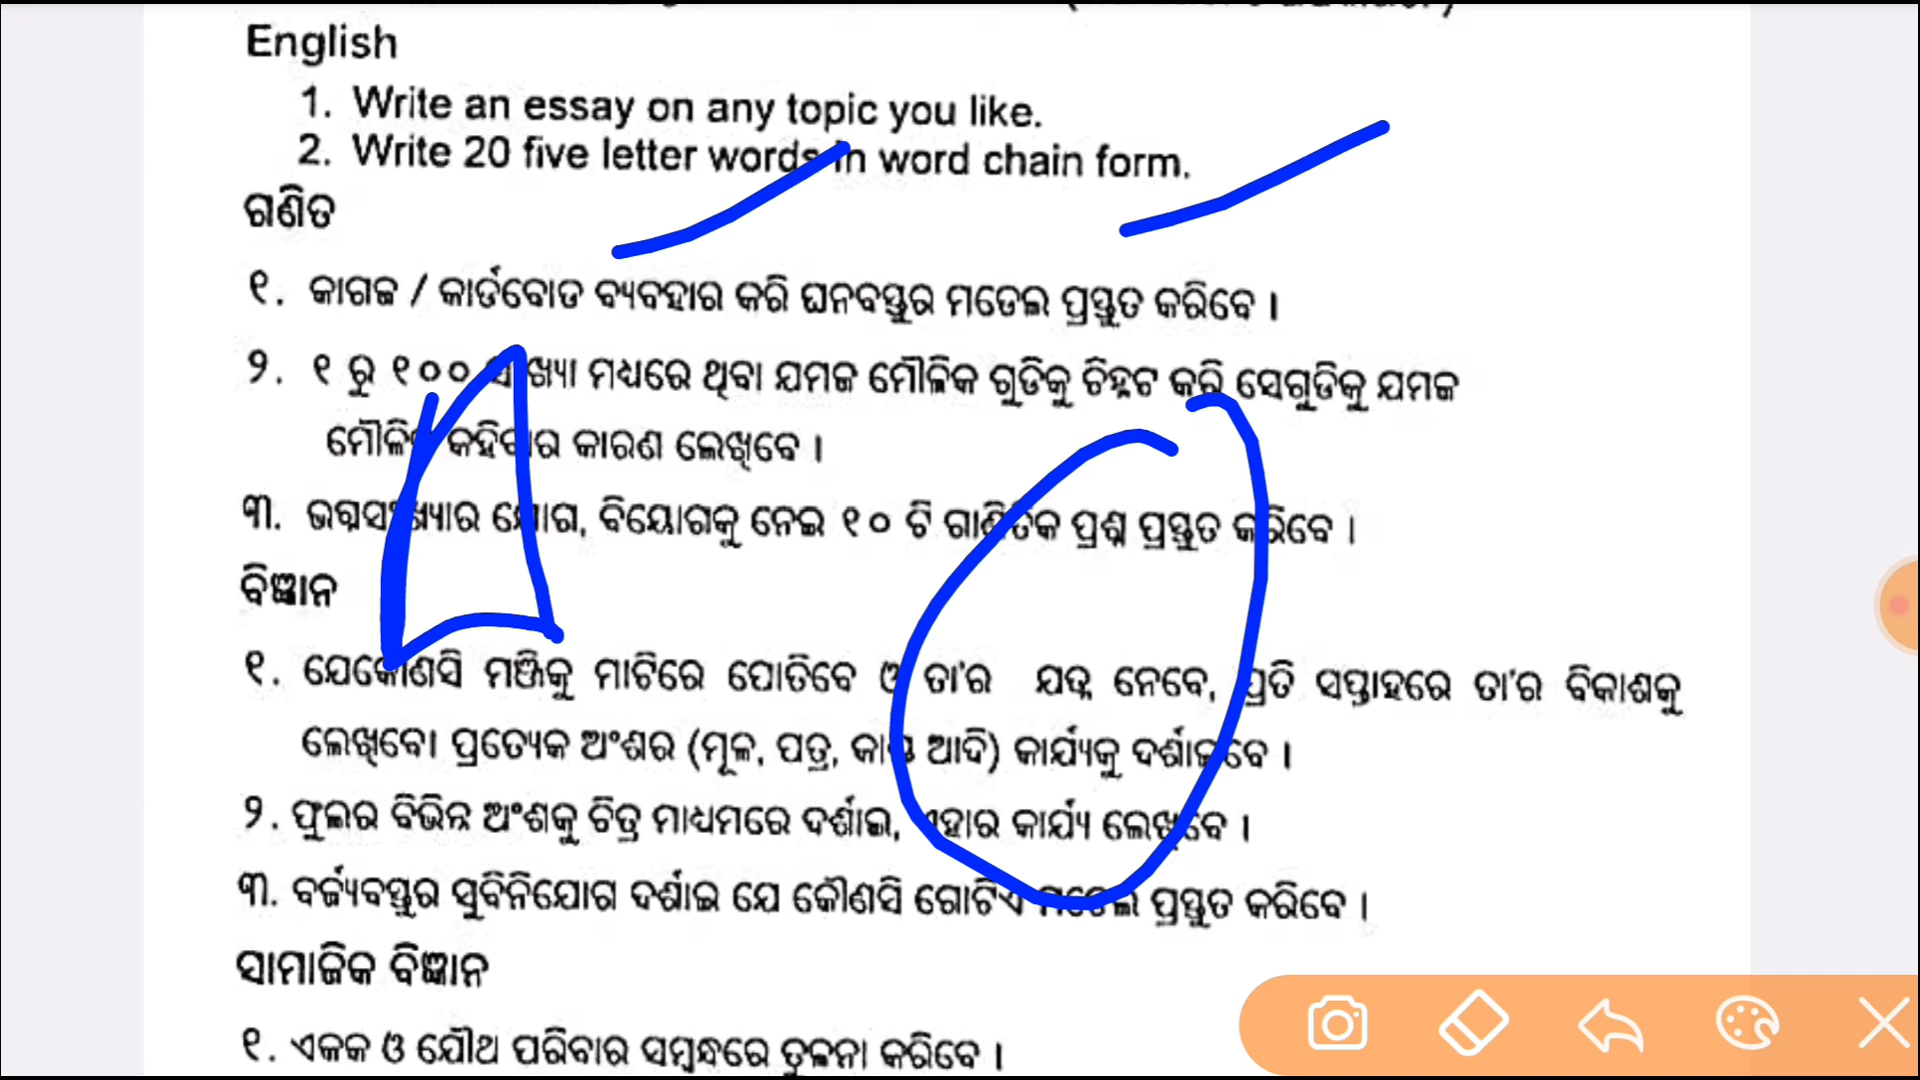 English
1. Write an essay on any topic you like.
2. Write 20 five letter words in word chain form.
ଗଣିତ
୧. କାଗଜ / କାର୍ଡବୋଡ ବ୍ୟବହାର କରି ଘନବସ୍ତୁର ମଡେଲ ପ୍ରସ୍ତୁତ କରିବେ ।
୨. ୧ ରୁ ୧୦୦ ସଂଖ୍ୟା ମଧ୍ୟରେ ଥିବା ଯମଜ ମୌଳିକ ଗୁଡିକୁ ଚିହ୍ନଟ କରି ସେଗୁଡିକୁ ଯମଜ
ମୌଳିକ କହିବାର କାରଣ ଲେଖିବେ ।
୩. ଭଗ୍ନସଂଖ୍ୟାର ଯୋଗ, ବିୟୋଗକୁ ନେଇ ୧୦ ଟି ଗାଣିତିକ ପ୍ରଶ୍ନ ପ୍ରସ୍ତୁତ କରିବେ ।
ବିଜ୍ଞାନ
୧. ଯେକୌଣସି ମଞ୍ଜିକୁ ମାଟିରେ ପୋତିବେ ଓ ତା'ର ଯତ୍ନ ନେବେ, ପ୍ରତି ସପ୍ତାହରେ ତା'ର ବିକାଶକୁ
ଲେଖିବେ। ପ୍ରତ୍ୟେକ ଅଂଶର (ମୂଳ, ପତ୍ର, କାଣ୍ଡ ଆଦି) କାର୍ଯ୍ୟକୁ ଦର୍ଶାଇବେ ।
୨. ଫୁଲର ବିଭିନ୍ନ ଅଂଶକୁ ଚିତ୍ର ମାଧ୍ୟମରେ ଦର୍ଶାଇ, ଏହାର କାର୍ଯ୍ୟ ଲେଖିବେ ।
୩. ବର୍ଜ୍ୟବସ୍ତୁର ସୁବିନିଯୋଗ ଦର୍ଶାଇ ଯେ କୌଣସି ଗୋଟିଏ ମଡେଲ ପ୍ରସ୍ତୁତ କରିବେ ।
ସାମାଜିକ ବିଜ୍ଞାନ
୧. ଏକକ ଓ ଯୌଥ ପରିବାର ସମ୍ବନ୍ଧରେ ତୁଳନା କରିବେ ।